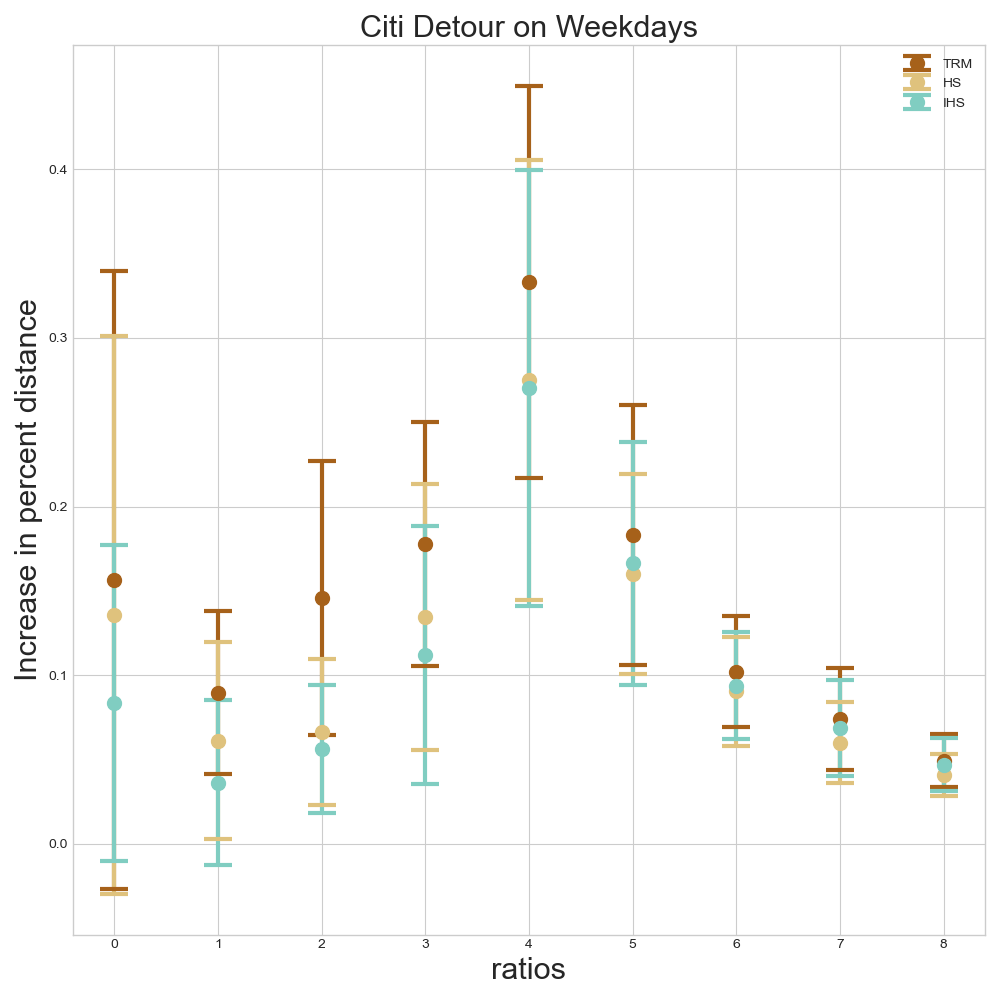 Citi Detour on Weekdays
TRM
HS
IHS
Increase in percent distance
0.4
0.3
0.2
0.1
0.0
0 1 2 3 4 5 6 7 8
ratios